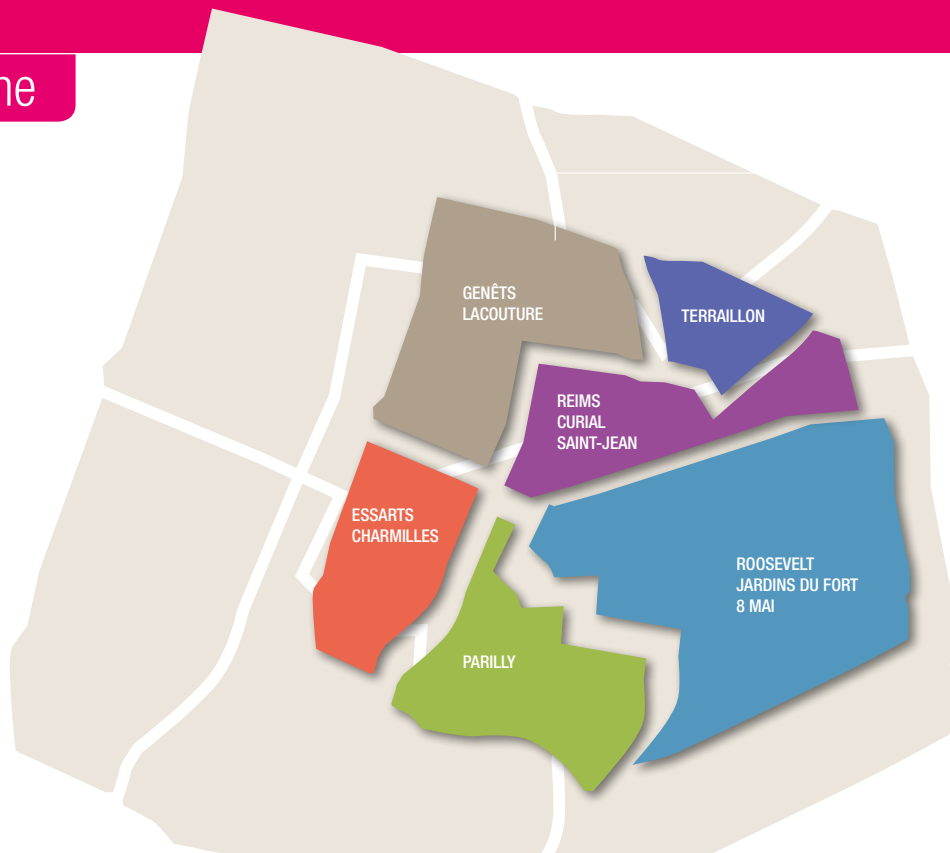 ne
GENÊTS
LACOUTURE
TERRAILLON
REIMS
CURIAL
SAINT-JEAN
ESSARTS
CHARMILLES
ROOSEVELT
JARDINS DU FORT
8 MAI
PARILLY